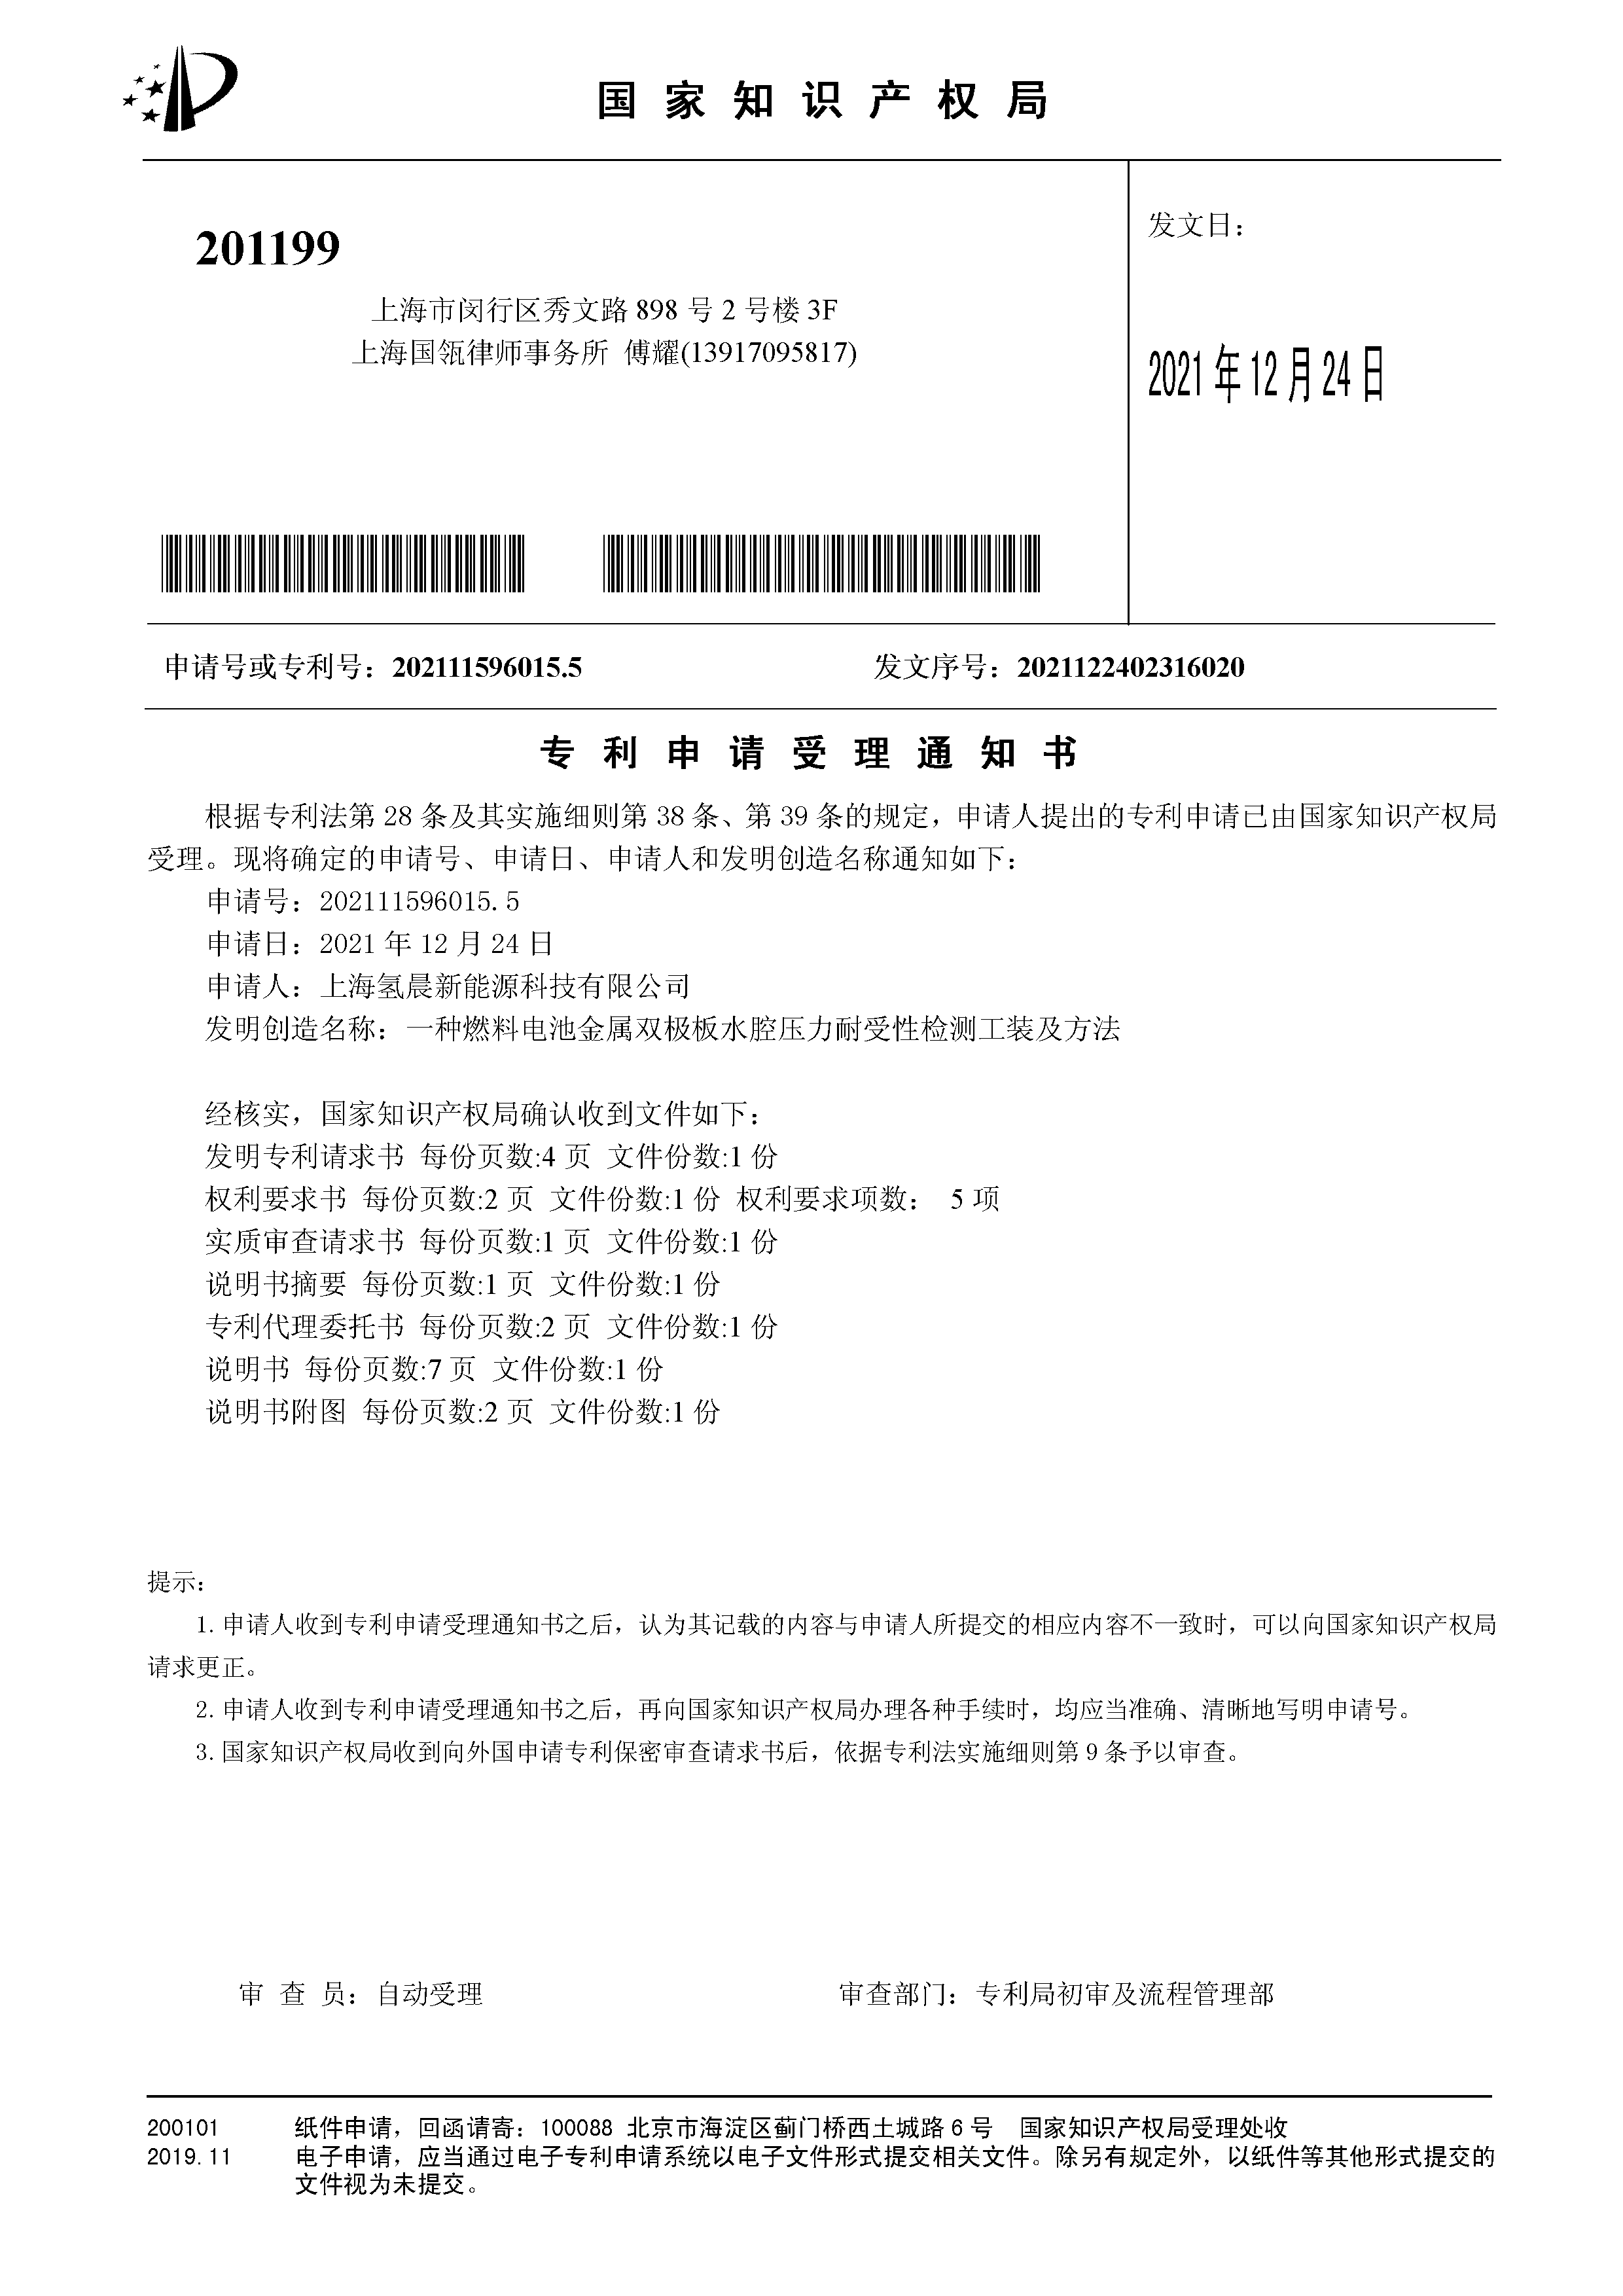 国家知识产权局
201199
上海市闵行区秀文路 898 号 2 号楼 3F
上海国瓴律师事务所 傅耀(13917095817)
发文日：
2021 年 12 月 24 日
申请号或专利号：202111596015.5
发文序号：2021122402316020
专利申请受理通知书
根据专利法第 28 条及其实施细则第 38 条、第 39 条的规定，申请人提出的专利申请已由国家知识产权局
受理。现将确定的申请号、申请日、申请人和发明创造名称通知如下：
申请号：202111596015.5
申请日：2021 年 12 月 24 日
申请人：上海氢晨新能源科技有限公司
发明创造名称：一种燃料电池金属双极板水腔压力耐受性检测工装及方法
经核实，国家知识产权局确认收到文件如下：
发明专利请求书 每份页数:4 页 文件份数:1 份
权利要求书 每份页数:2 页 文件份数:1 份 权利要求项数： 5 项
实质审查请求书 每份页数:1 页 文件份数:1 份
说明书摘要 每份页数:1 页 文件份数:1 份
专利代理委托书 每份页数:2 页 文件份数:1 份
说明书 每份页数:7 页 文件份数:1 份
说明书附图 每份页数:2 页 文件份数:1 份
提示：
1. 申请人收到专利申请受理通知书之后，认为其记载的内容与申请人所提交的相应内容不一致时，可以向国家知识产权局
请求更正。
2. 申请人收到专利申请受理通知书之后，再向国家知识产权局办理各种手续时，均应当准确、清晰地写明申请号。
3. 国家知识产权局收到向外国申请专利保密审查请求书后，依据专利法实施细则第 9 条予以审查。
审 查 员：自动受理
审查部门：专利局初审及流程管理部
200101 纸件申请，回函请寄：100088 北京市海淀区蓟门桥西土城路 6 号 国家知识产权局受理处收
2019.11 电子申请，应当通过电子专利申请系统以电子文件形式提交相关文件。除另有规定外，以纸件等其他形式提交的
文件视为未提交。